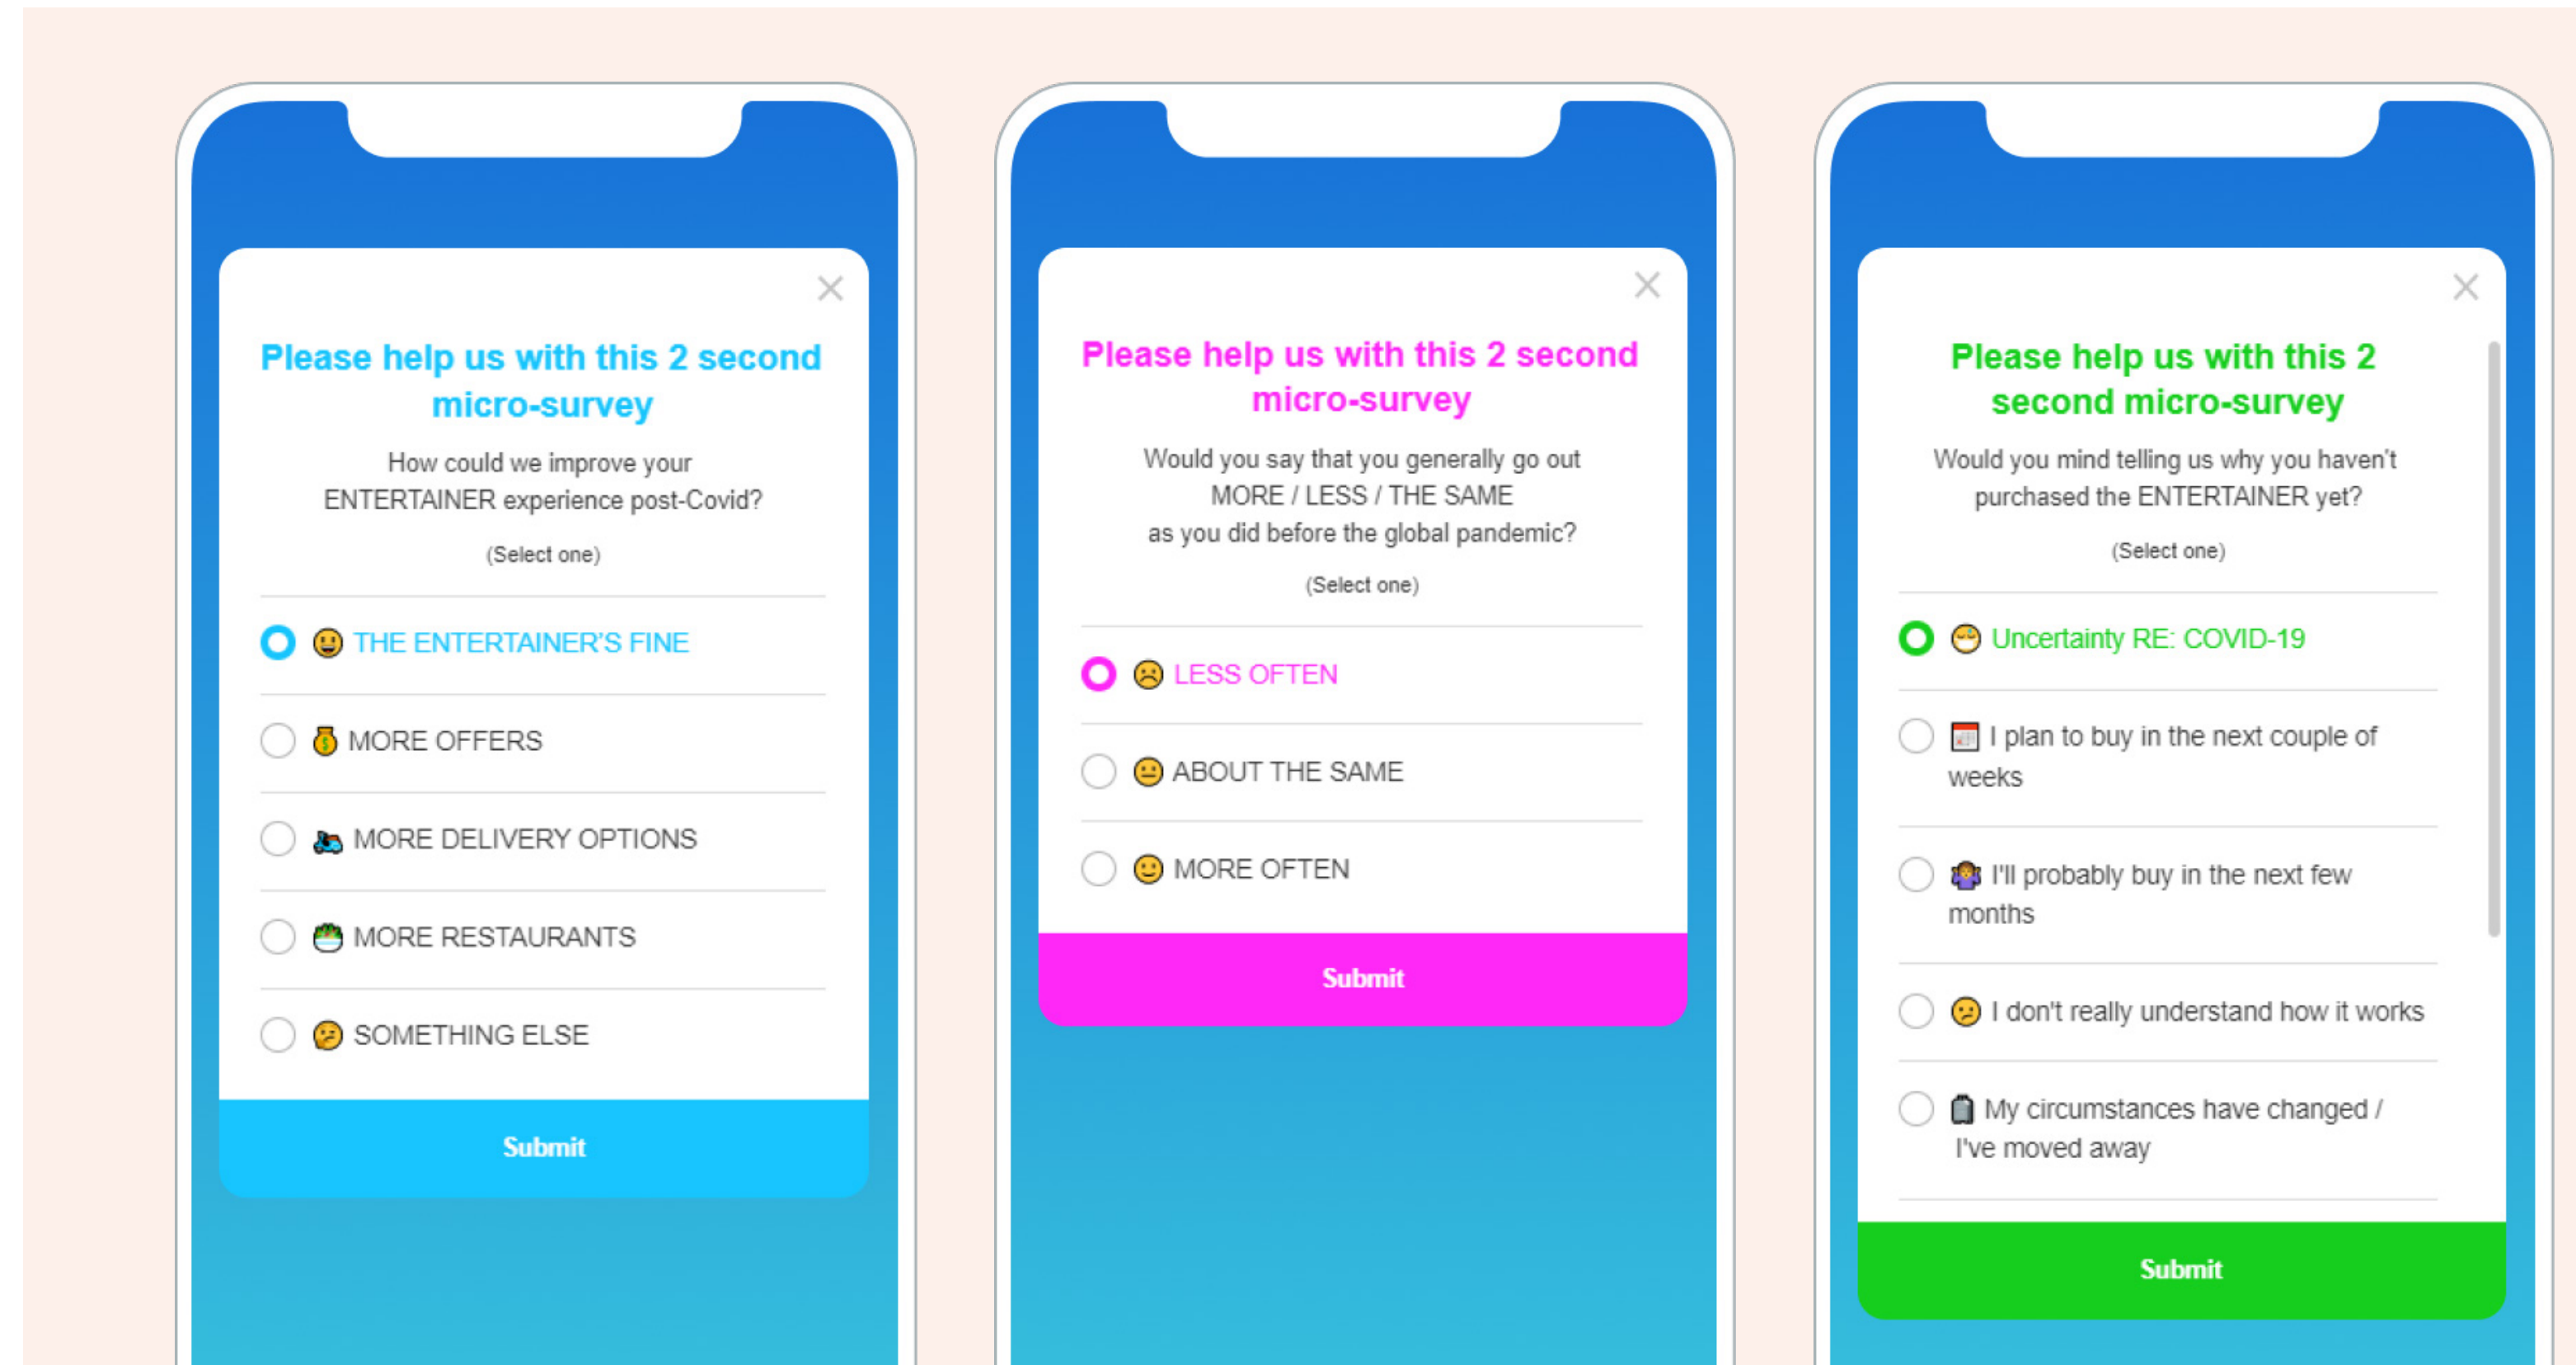 Please help us with this 2 second
micro-survey
How could we improve your
ENTERTAINER experience post-Covid?
(Select one)
THE ENTERTAINER'S FINE
MORE OFFERS
MORE DELIVERY OPTIONS
MORE RESTAURANTS
SOMETHING ELSE
Submit
Please help us with this 2 second
micro-survey
Would you say that you generally go out
MORE / LESS / THE SAME
as you did before the global pandemic?
(Select one)
LESS OFTEN
ABOUT THE SAME
MORE OFTEN
Submit
Please help us with this 2
second micro-survey
Would you mind telling us why you haven't
purchased the ENTERTAINER yet?
(Select one)
Uncertainty RE: COVID-19
I plan to buy in the next couple of
weeks
I'll probably buy in the next few
months
I don't really understand how it works
My circumstances have changed /
I've moved away
Submit